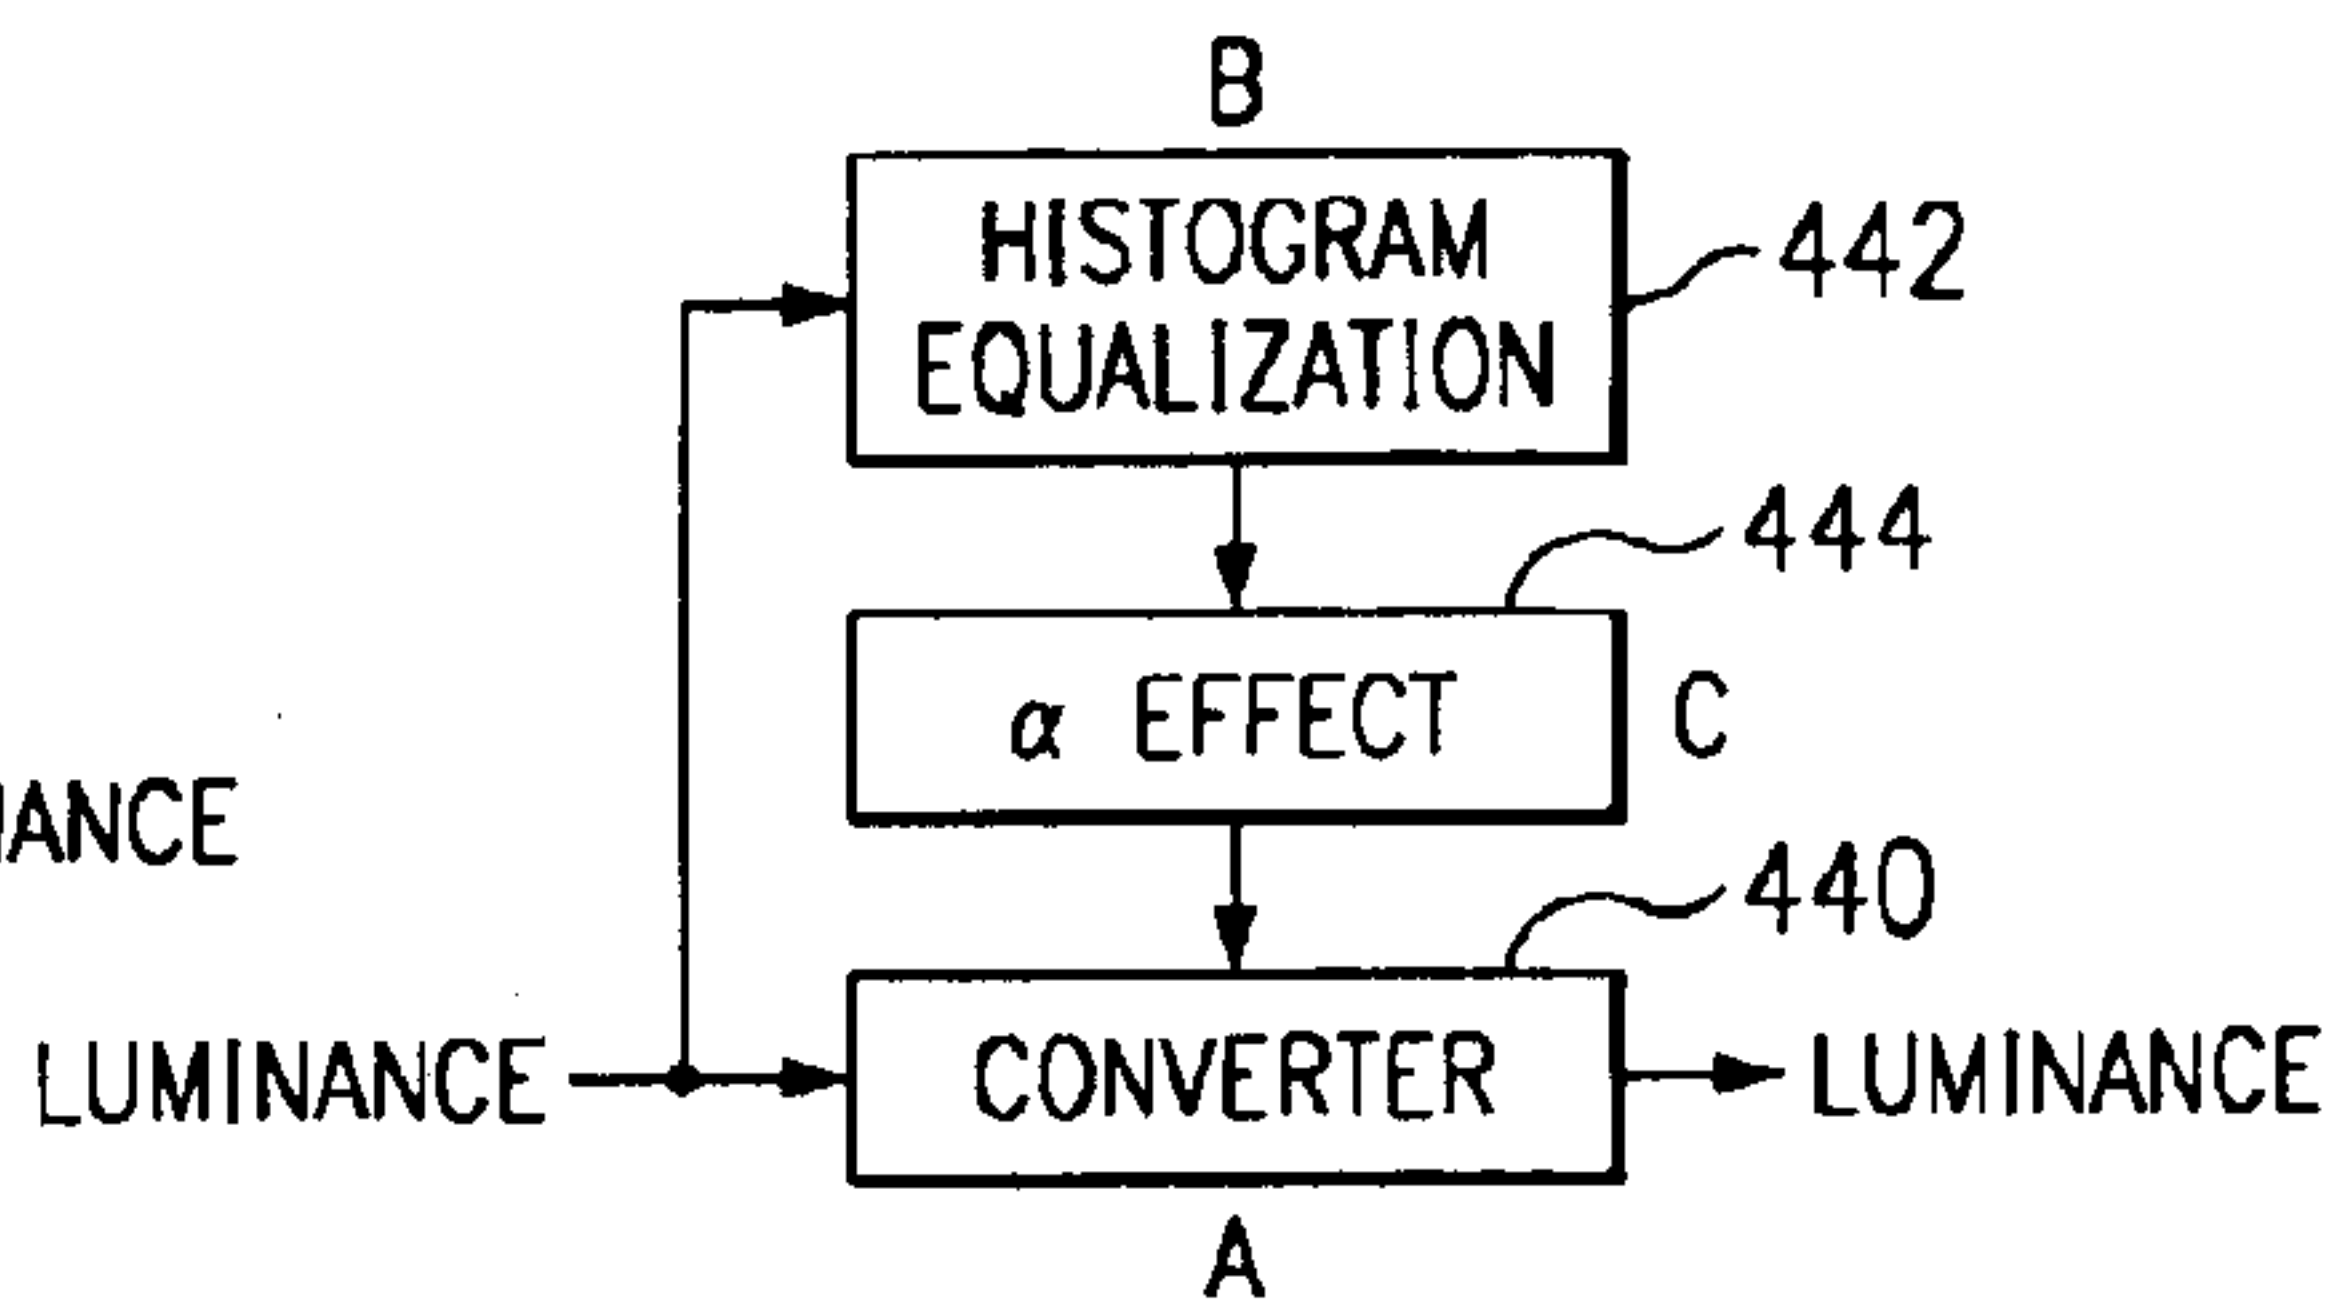 B
HISTOGRAM
EQUALIZATION
442
444
α EFFECT
C
440
LUMINANCE
CONVERTER
LUMINANCE
A